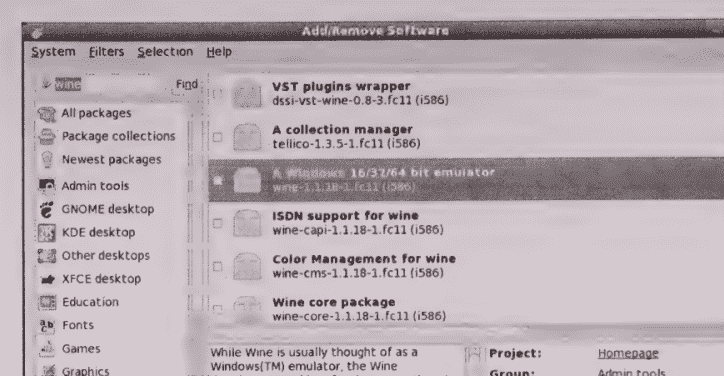 Add/Remove Software
System Filters Selection Help
wine Find
All packages
Package collections
Newest packages
Admin tools
GNOME desktop
KDE desktop
Other desktops
XFCE desktop
Education
Fonts
Games
Graphics
VST plugins wrapper
dssi-vst-wine-0.8-3.fc11 (i586)
A collection manager
tellico-1.3.5-1.fc11 (i586)
A Windows 16/32/64 bit emulator
wine-1.1.18-1.fc11 (i586)
ISDN support for wine
wine-capi-1.1.18-1.fc11 (i586)
Color Management for wine
wine-cms-1.1.18-1.fc11 (i586)
Wine core package
wine-core-1.1.18-1.fc11 (i586)
While Wine is usually thought of as a
Windows(TM) emulator, the Wine
Project: Homepage
Group: Admin tools